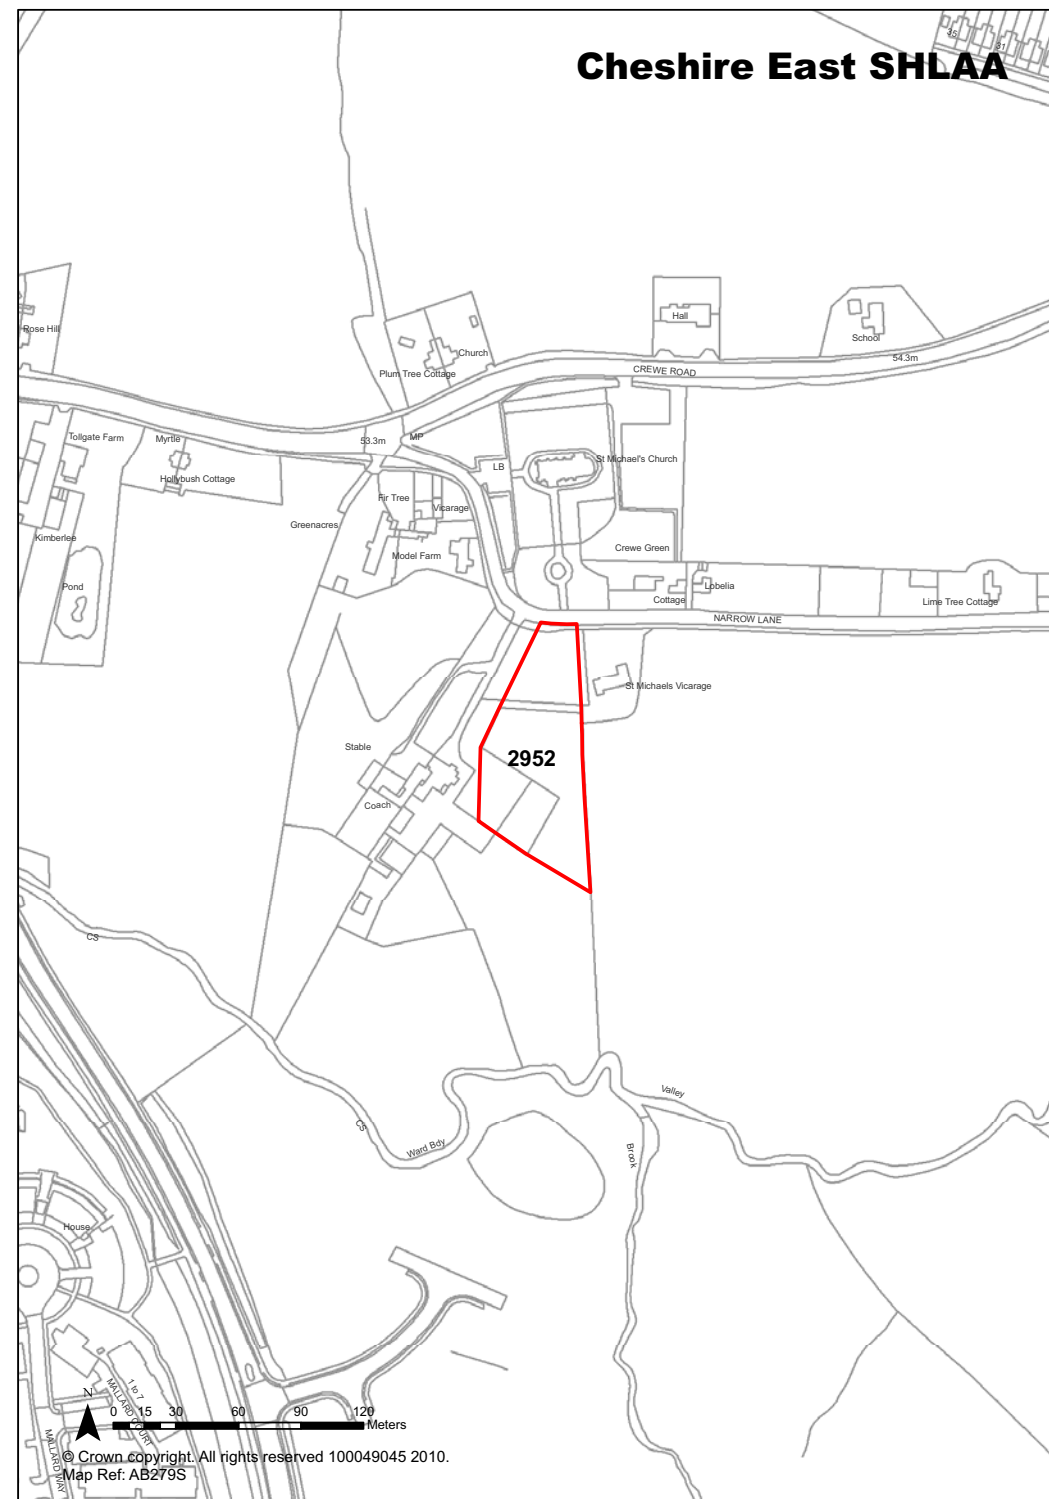 35
31
Cheshire East SHLAA
Rose Hill
Hall
School
54.3m
Church
Plum Tree Cottage
CREWE ROAD
Tollgate Farm
Myrtle
53.3m
MP
Hollybush Cottage
LB
St Michael's Church
Fir Tree
Vicarage
Greenacres
Kimberlee
Model Farm
Crewe Green
Pond
Cottage
Lobelia
Lime Tree Cottage
NARROW LANE
St Michaels Vicarage
Stable
2952
Coach
CS
Valley
CS
Ward Bdy
Brook
House
1 to 7
MALLARD COURT
MALLARD WAY
N
0 15 30 60 90 120
Meters
© Crown copyright. All rights reserved 100049045 2010.
Map Ref: AB279S